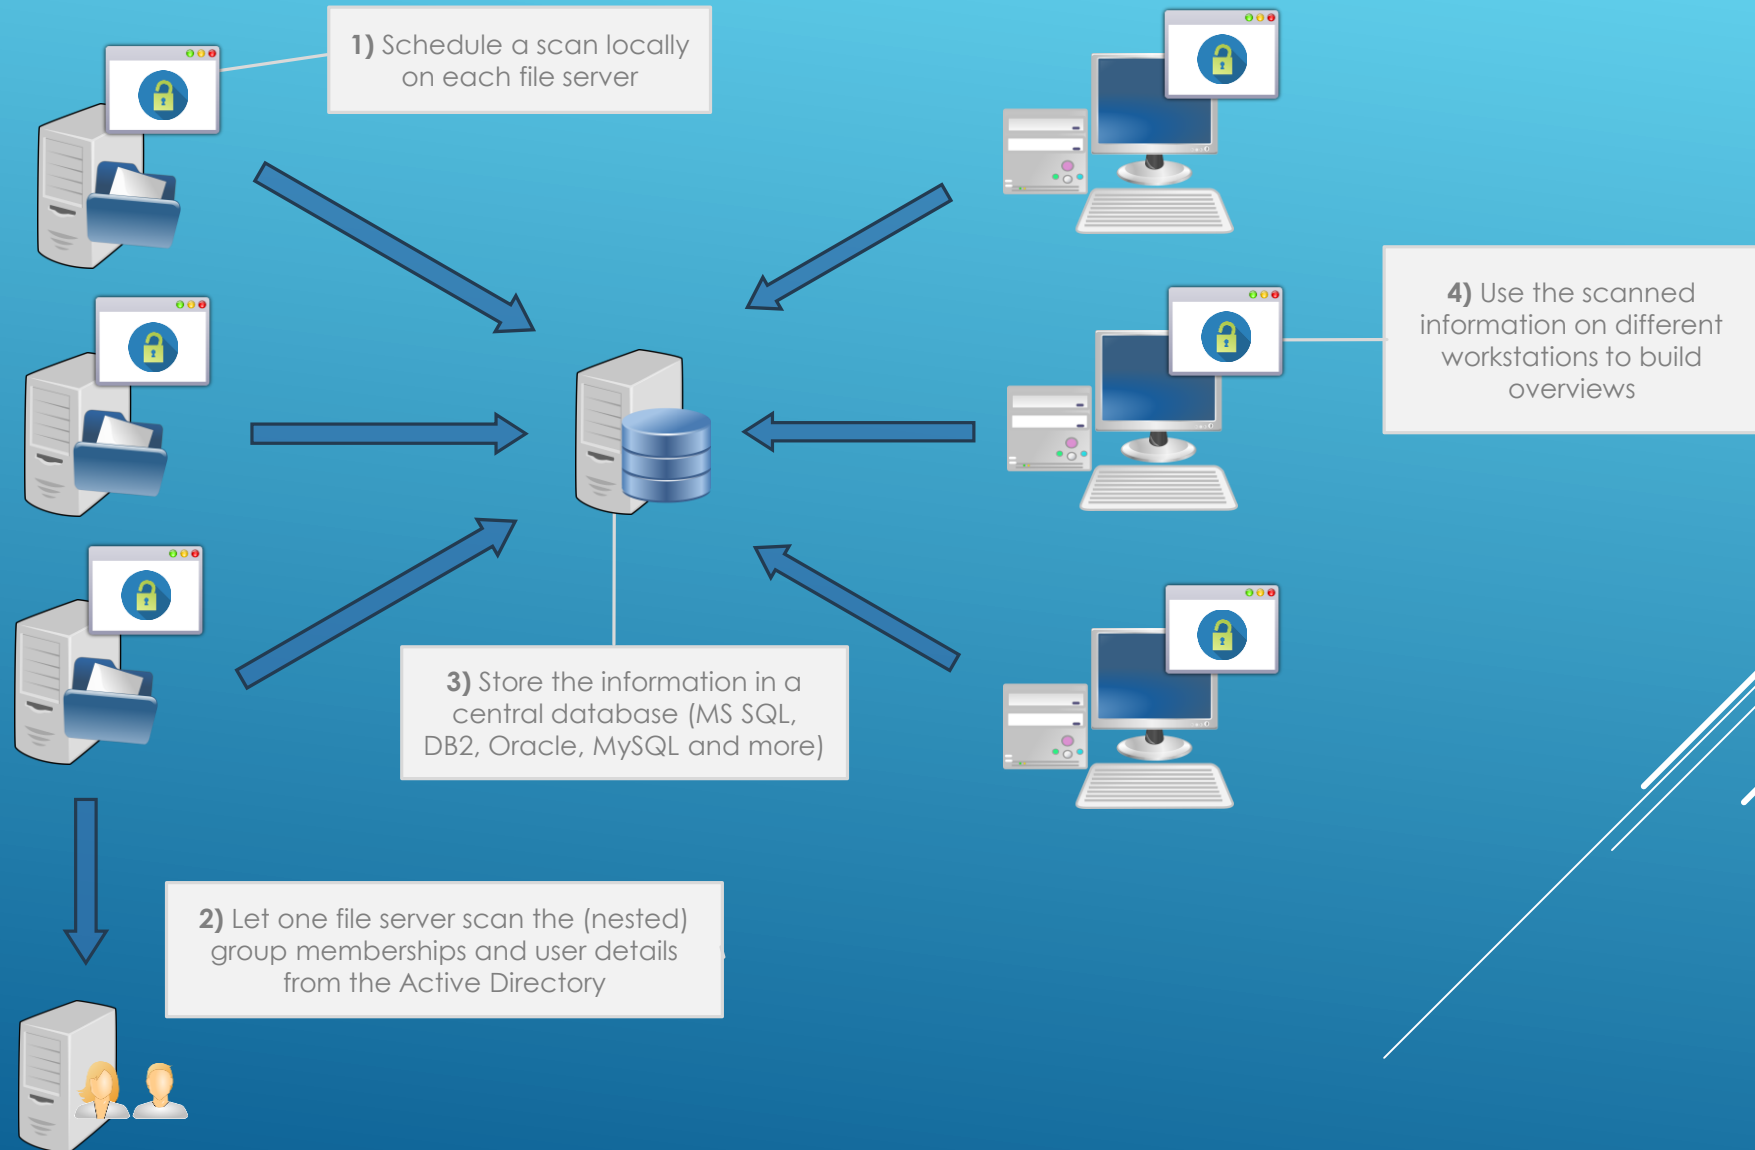 1) Schedule a scan locally
on each file server
4) Use the scanned
information on different
workstations to build
overviews
3) Store the information in a
central database (MS SQL,
DB2, Oracle, MySQL and more)
2) Let one file server scan the (nested)
group memberships and user details
from the Active Directory